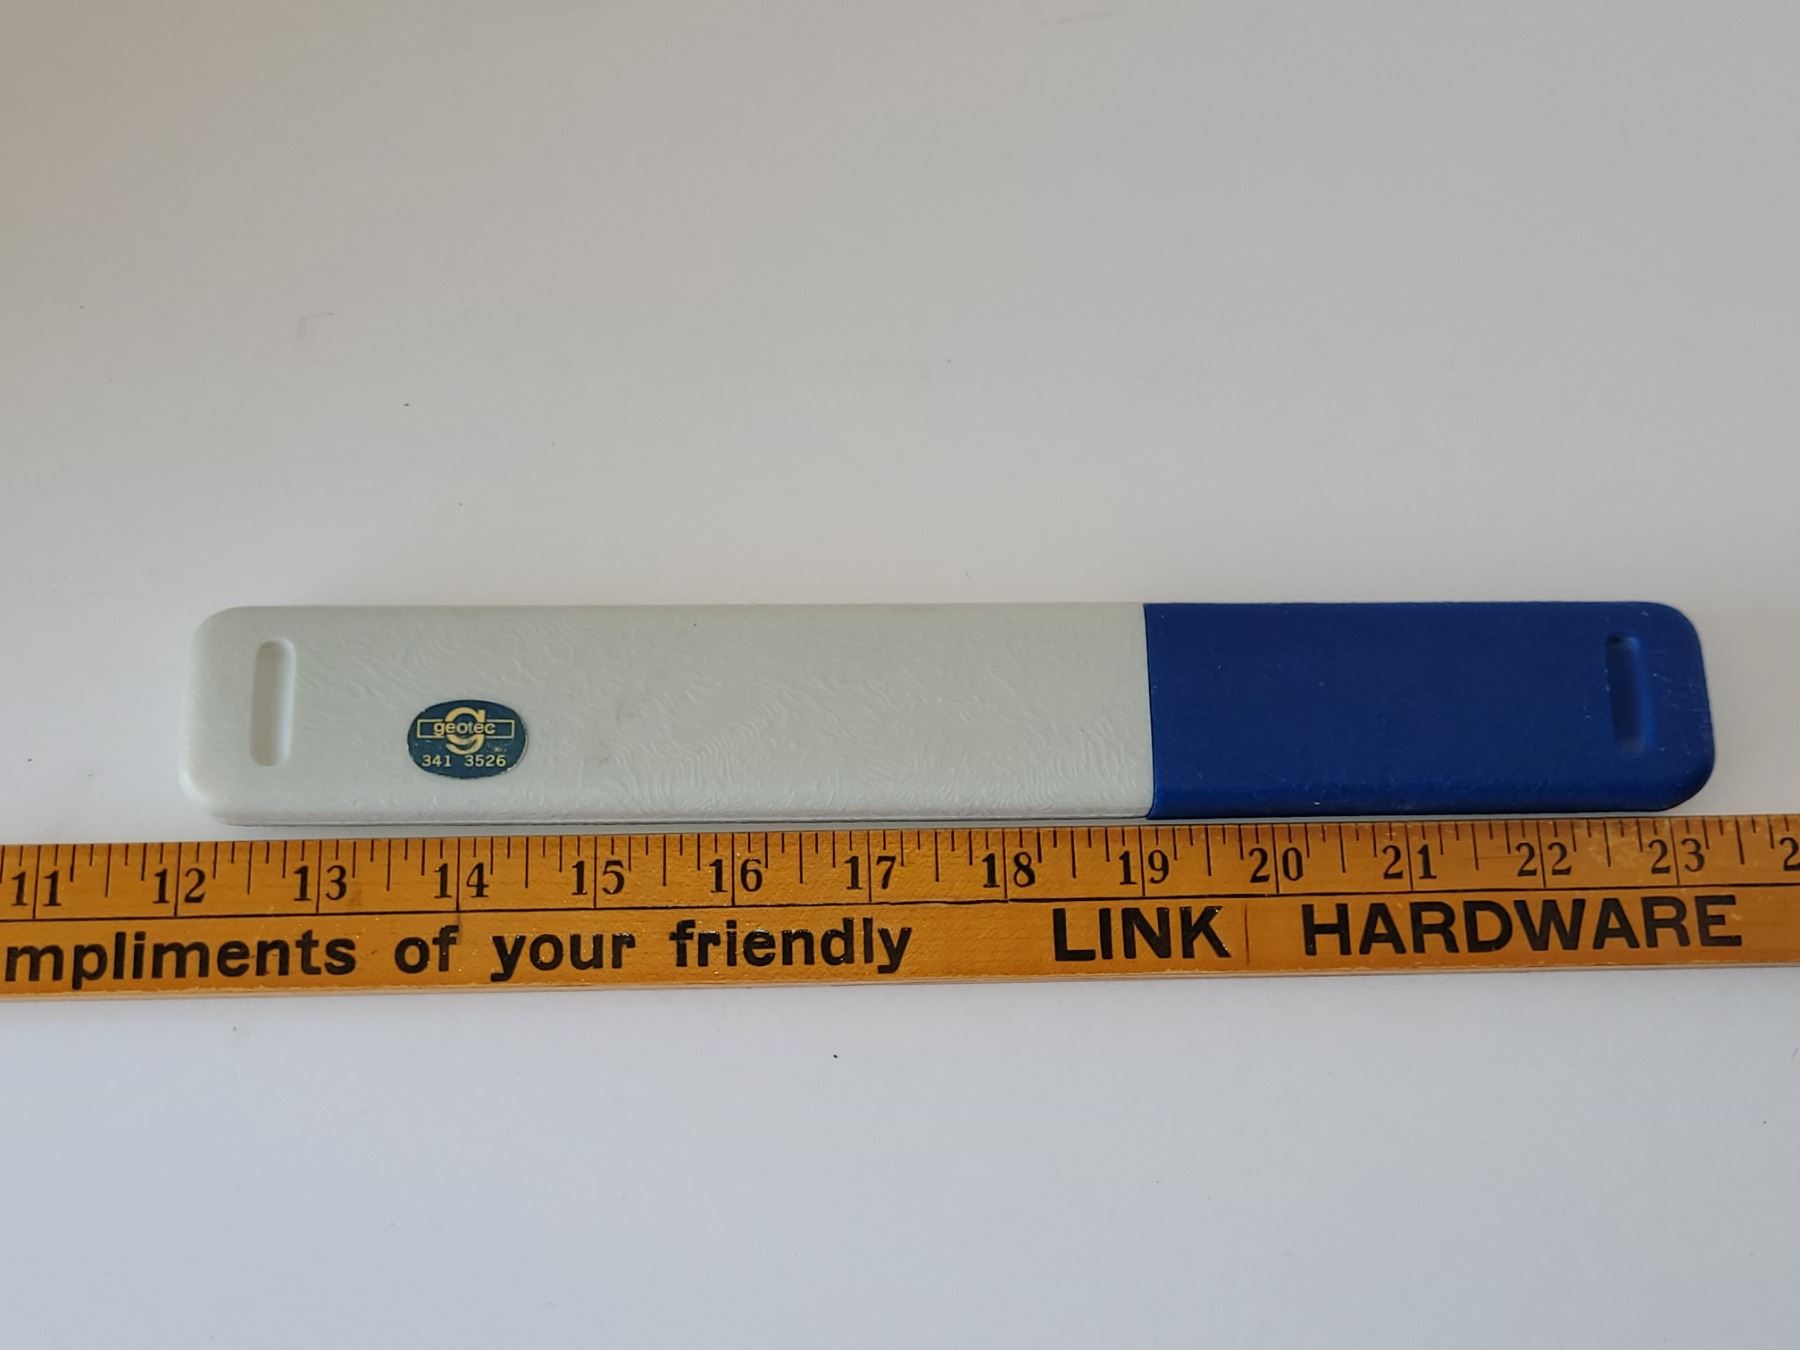 geotec
341 3526
11 12 13 14 15 16 17 18 19 20 21 22 23 2
mpliments of your friendly LINK HARDWARE